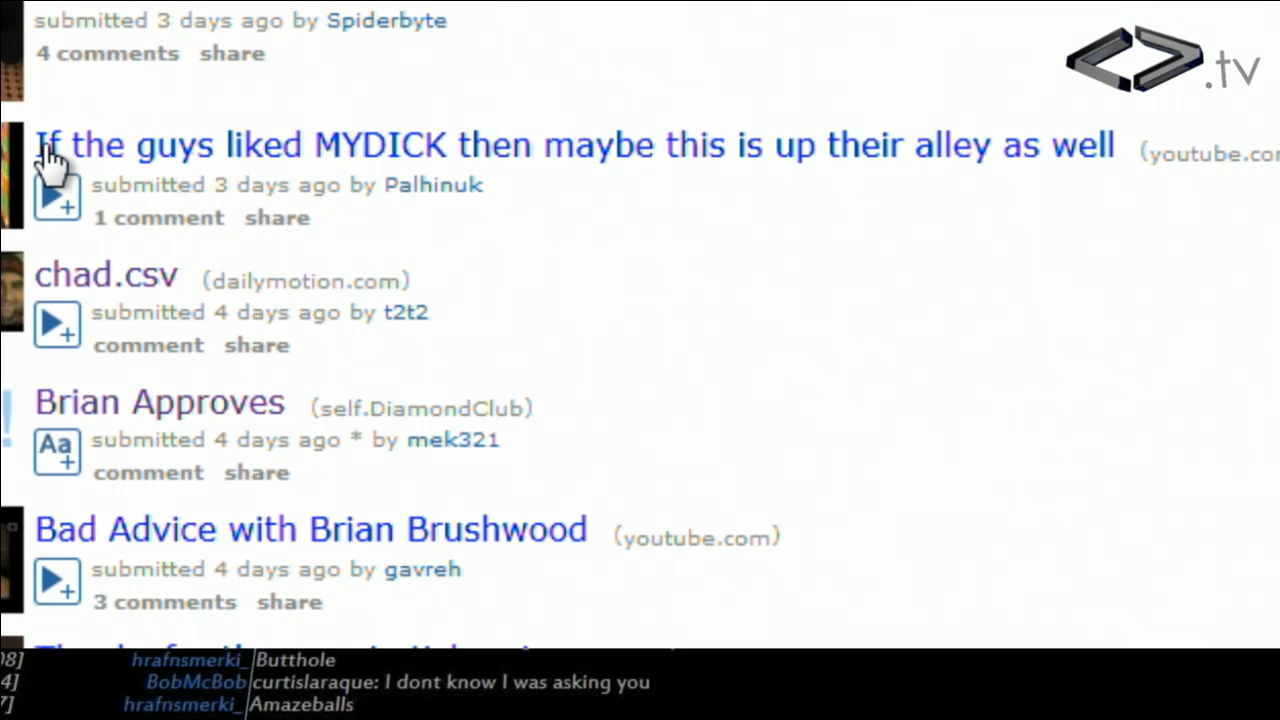 submitted 3 days ago by Spiderbyte
4 comments share
.tv
If the guys liked MYDICK then maybe this is up their alley as well (youtube.com
submitted 3 days ago by Palhinuk
1 comment share
chad.csv (dailymotion.com)
submitted 4 days ago by t2t2
comment share
Brian Approves (self.DiamondClub)
Aa submitted 4 days ago * by mek321
comment share
Bad Advice with Brian Brushwood (youtube.com)
submitted 4 days ago by gavreh
3 comments share
08] hrafnsmerki_ Butthole
4] BobMcBob curtislaraque: I dont know I was asking you
7] hrafnsmerki_ Amazeballs